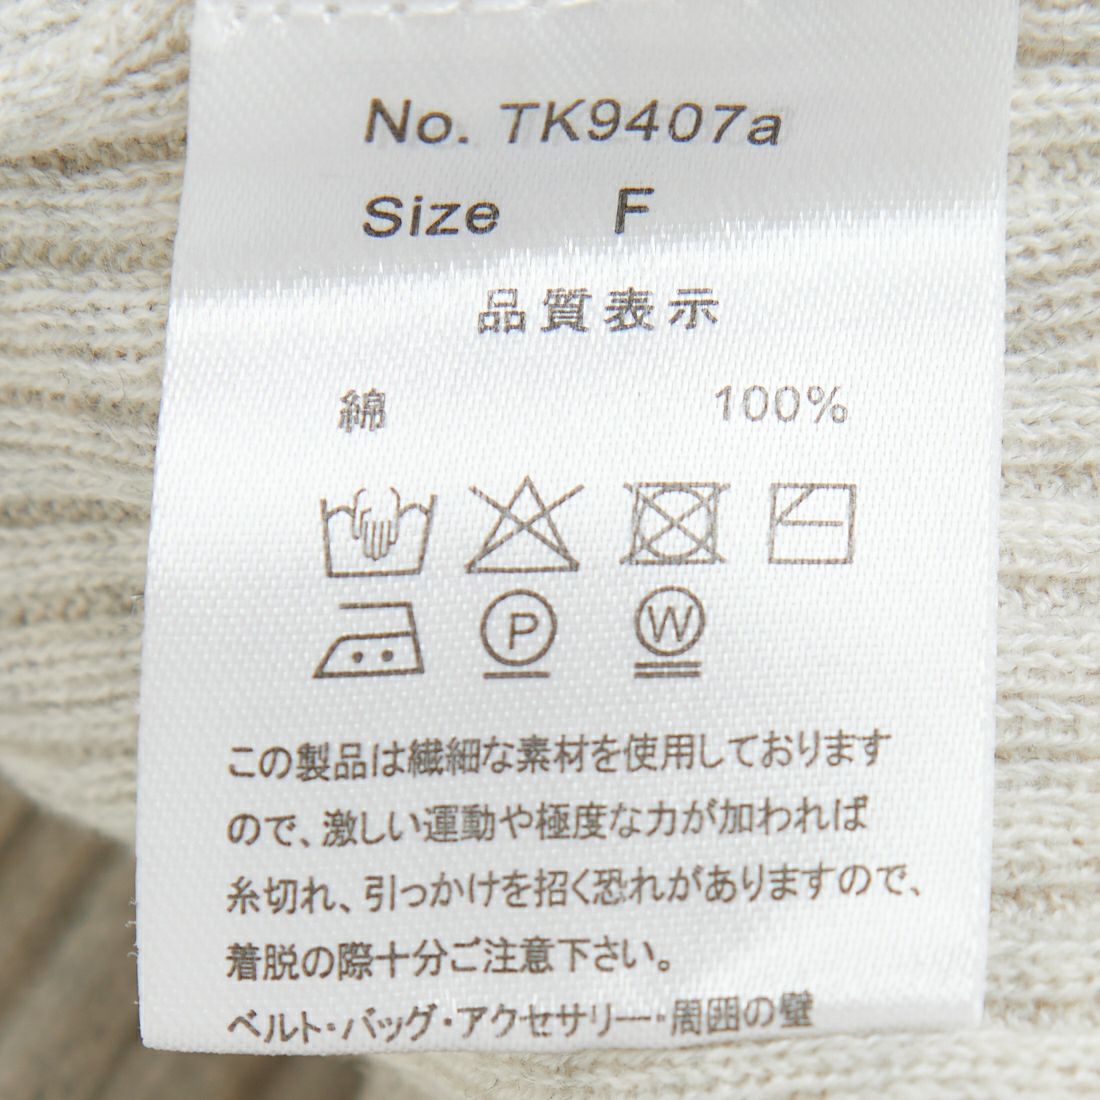 No. TK9407a
Size F
品質表示
綿 100%
P W
この製品は繊細な素材を使用しております
ので、激しい運動や極度な力が加われば
糸切れ、引っかけを招く恐れがありますので、
着脱の際十分ご注意下さい。
ベルト・バッグ・アクセサリー・周囲の壁